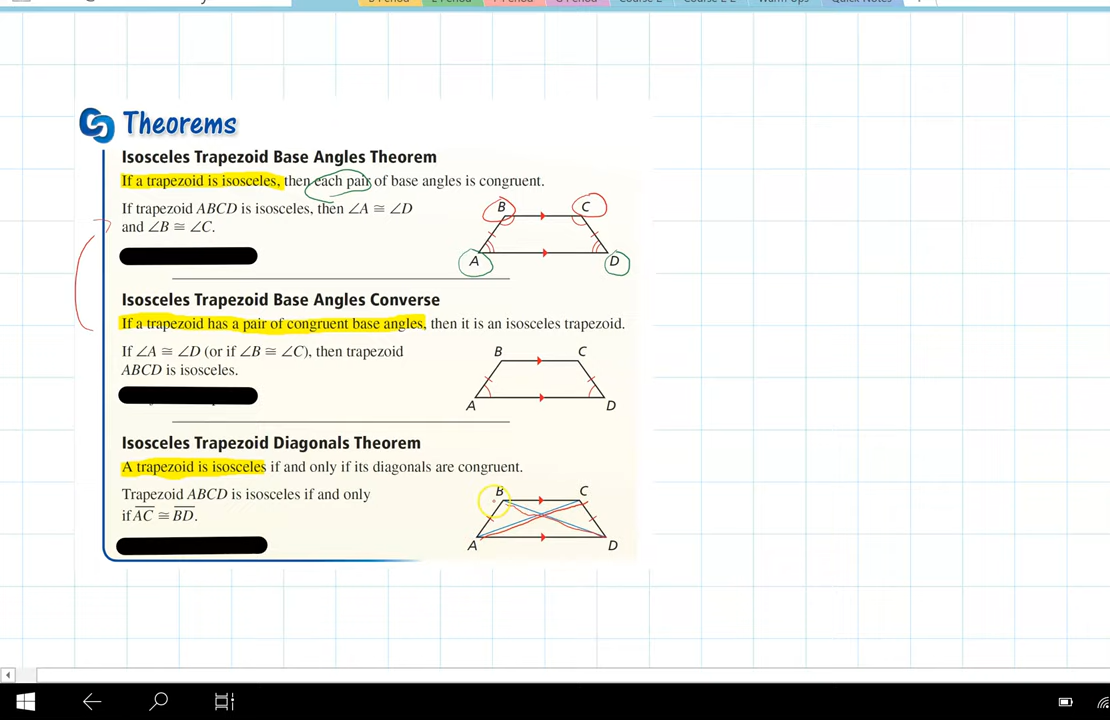 Theorems
Isosceles Trapezoid Base Angles Theorem
If a trapezoid is isosceles, then each pair of base angles is congruent.
If trapezoid ABCD is isosceles, then ∠A ≅ ∠D
and ∠B ≅ ∠C.
B C
A D
Isosceles Trapezoid Base Angles Converse
If a trapezoid has a pair of congruent base angles, then it is an isosceles trapezoid.
If ∠A ≅ ∠D (or if ∠B ≅ ∠C), then trapezoid
ABCD is isosceles.
B C
A D
Isosceles Trapezoid Diagonals Theorem
A trapezoid is isosceles if and only if its diagonals are congruent.
Trapezoid ABCD is isosceles if and only
if AC ≅ BD.
B C
A D